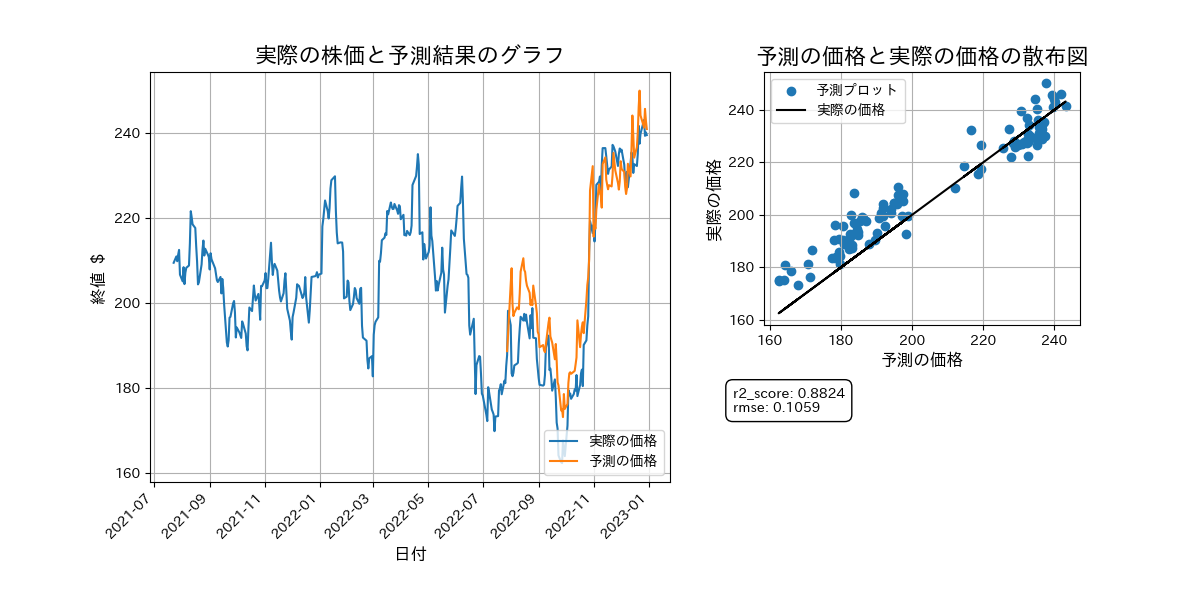 実際の株価と予測結果のグラフ
終値 $
240
220
200
180
160
2021-07
2021-09
2021-11
2022-01
2022-03
2022-05
2022-07
2022-09
2022-11
2023-01
日付
実際の価格
予測の価格
予測の価格と実際の価格の散布図
予測プロット
実際の価格
実際の価格
240
220
200
180
160
160
180
200
220
240
予測の価格
r2_score: 0.8824
rmse: 0.1059